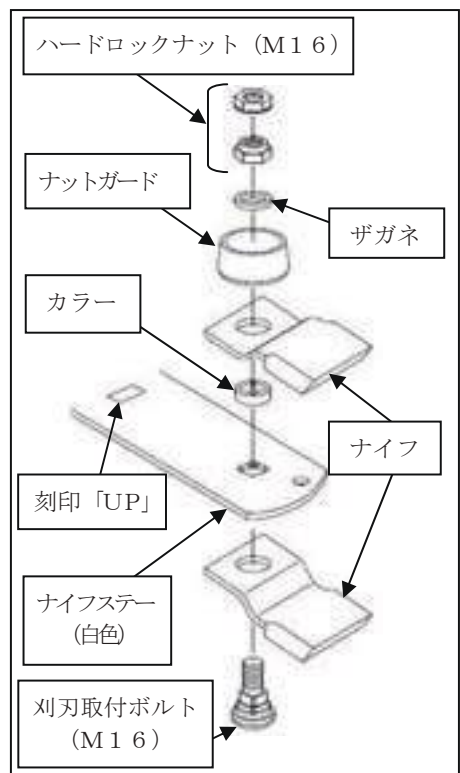 ハードロックナット（Ｍ１６）
ナットガード
ザガネ
カラー
ナイフ
刻印「UP」
ナイフステー
（白色）
刈刃取付ボルト
（Ｍ１６）